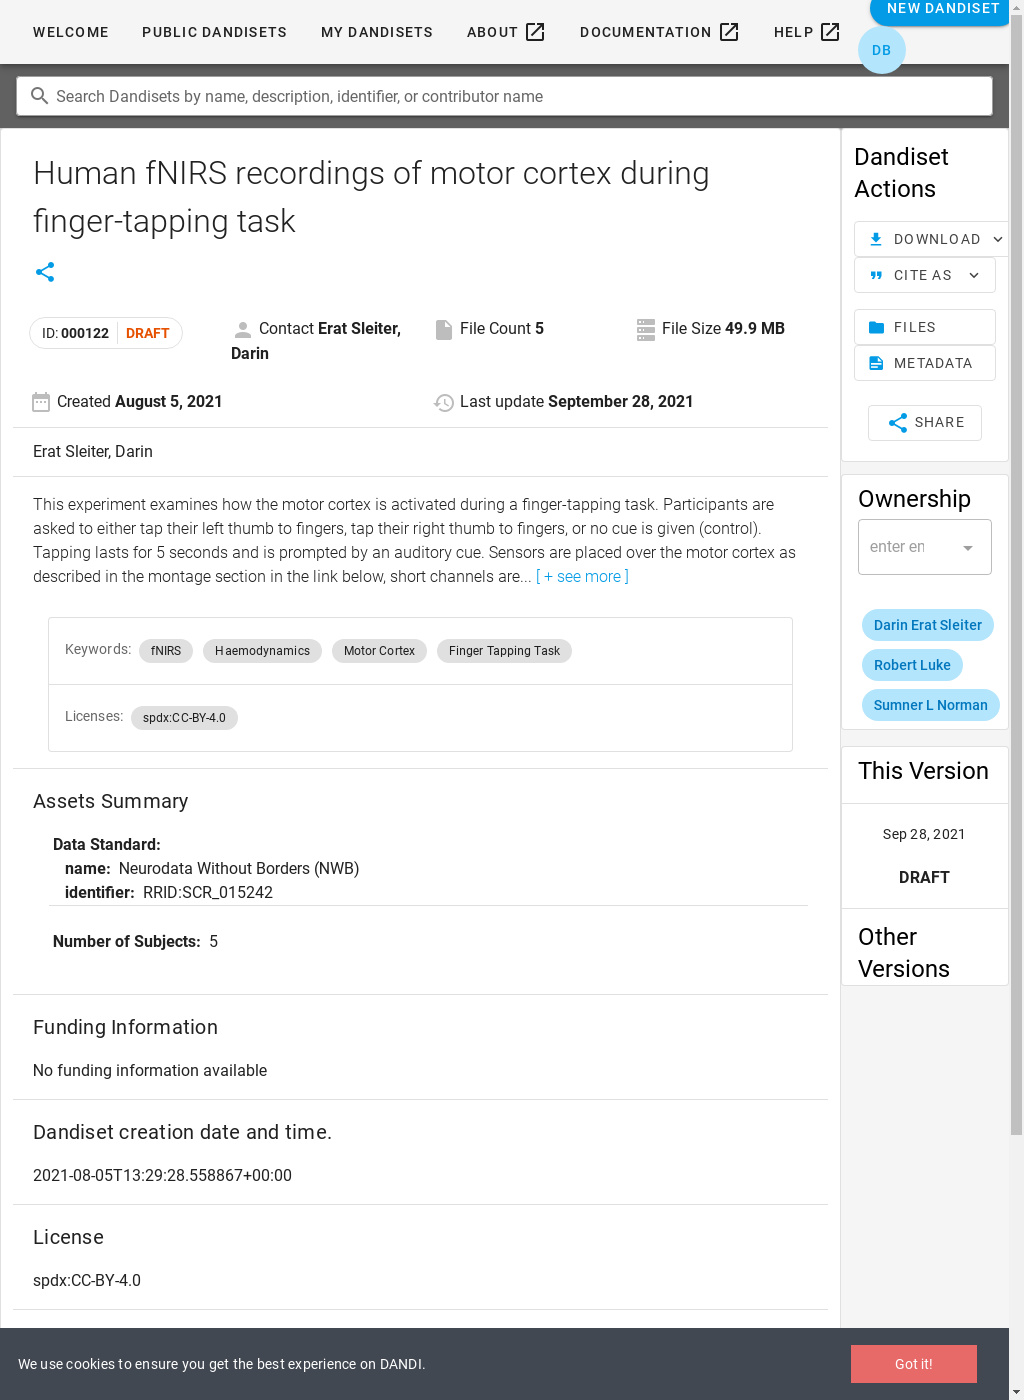 WELCOME PUBLIC DANDISETS MY DANDISETS ABOUT DOCUMENTATION HELP NEW DANDISET
DB
Search Dandisets by name, description, identifier, or contributor name
Human fNIRS recordings of motor cortex during
finger-tapping task
ID: 000122 DRAFT
Contact Erat Sleiter,
Darin
File Count 5
File Size 49.9 MB
Created August 5, 2021
Last update September 28, 2021
Erat Sleiter, Darin
This experiment examines how the motor cortex is activated during a finger-tapping task. Participants are
asked to either tap their left thumb to fingers, tap their right thumb to fingers, or no cue is given (control).
Tapping lasts for 5 seconds and is prompted by an auditory cue. Sensors are placed over the motor cortex as
described in the montage section in the link below, short channels are... [ + see more ]
Keywords: fNIRS Haemodynamics Motor Cortex Finger Tapping Task
Licenses: spdx:CC-BY-4.0
Assets Summary
Data Standard:
name: Neurodata Without Borders (NWB)
identifier: RRID:SCR_015242
Number of Subjects: 5
Funding Information
No funding information available
Dandiset creation date and time.
2021-08-05T13:29:28.558867+00:00
License
spdx:CC-BY-4.0
Dandiset
Actions
DOWNLOAD
CITE AS
FILES
METADATA
SHARE
Ownership
enter en
Darin Erat Sleiter
Robert Luke
Sumner L Norman
This Version
Sep 28, 2021
DRAFT
Other
Versions
We use cookies to ensure you get the best experience on DANDI.
Got it!